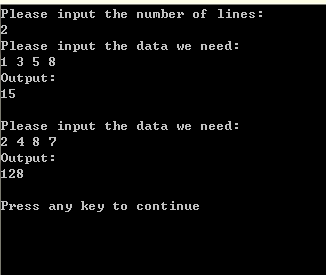 Please input the number of lines:
2
Please input the data we need:
1 3 5 8
Output:
15
Please input the data we need:
2 4 8 7
Output:
128
Press any key to continue